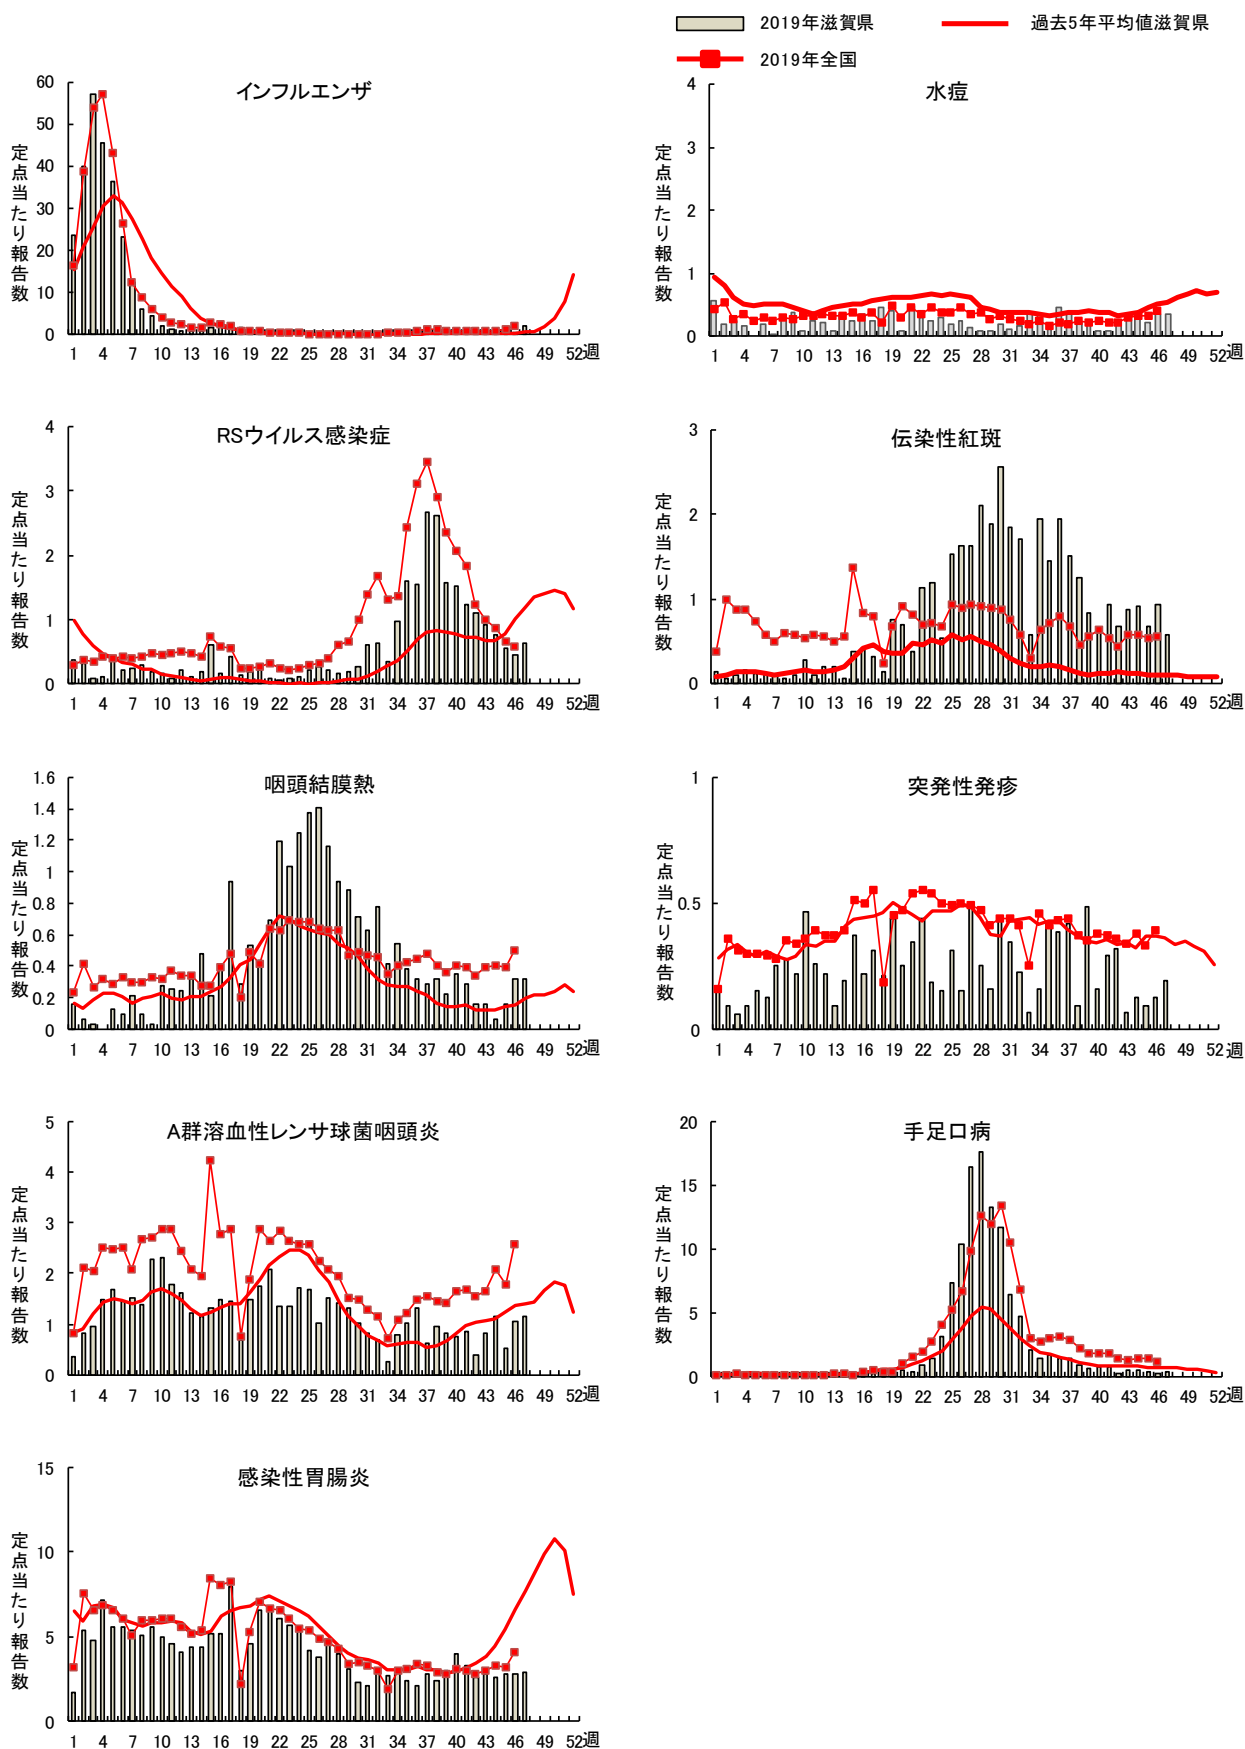 2019年滋賀県
過去5年平均値滋賀県
2019年全国
インフルエンザ
定点当たり報告数
60
50
40
30
20
10
0
1 4 7 10 13 16 19 22 25 28 31 34 37 40 43 46 49 52週
水痘
定点当たり報告数
4
3
2
1
0
1 4 7 10 13 16 19 22 25 28 31 34 37 40 43 46 49 52週
RSウイルス感染症
定点当たり報告数
4
3
2
1
0
1 4 7 10 13 16 19 22 25 28 31 34 37 40 43 46 49 52週
伝染性紅斑
定点当たり報告数
3
2
1
0
1 4 7 10 13 16 19 22 25 28 31 34 37 40 43 46 49 52週
咽頭結膜熱
定点当たり報告数
1.6
1.4
1.2
1
0.8
0.6
0.4
0.2
0
1 4 7 10 13 16 19 22 25 28 31 34 37 40 43 46 49 52週
突発性発疹
定点当たり報告数
1
0.5
0
1 4 7 10 13 16 19 22 25 28 31 34 37 40 43 46 49 52週
A群溶血性レンサ球菌咽頭炎
定点当たり報告数
5
4
3
2
1
0
1 4 7 10 13 16 19 22 25 28 31 34 37 40 43 46 49 52週
手足口病
定点当たり報告数
20
15
10
5
0
1 4 7 10 13 16 19 22 25 28 31 34 37 40 43 46 49 52週
感染性胃腸炎
定点当たり報告数
15
10
5
0
1 4 7 10 13 16 19 22 25 28 31 34 37 40 43 46 49 52週